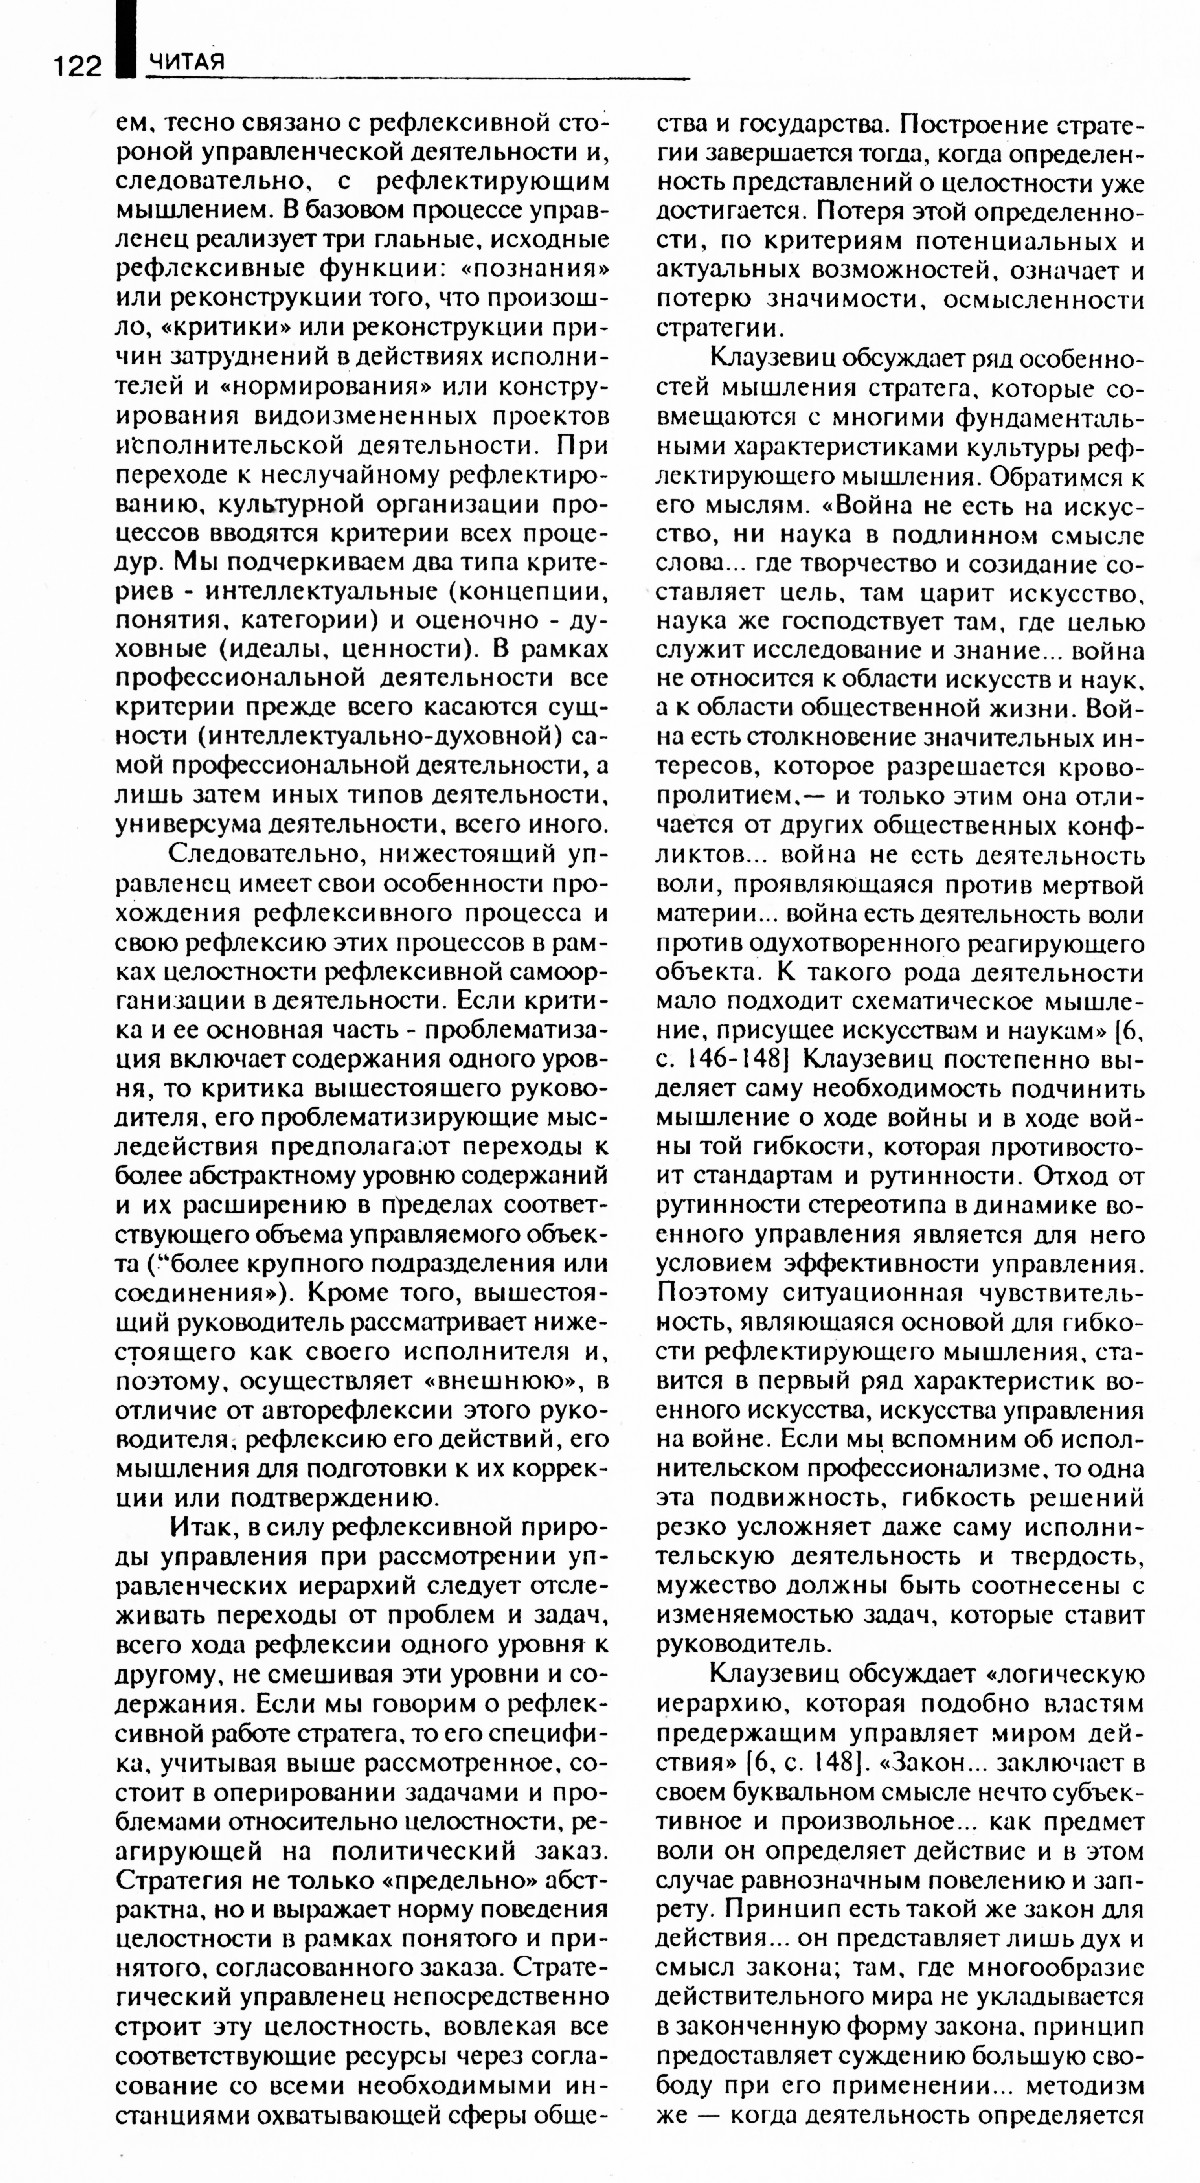 122 ЧИТАЯ
ем, тесно связано с рефлексивной сто-
роной управленческой деятельности и,
следовательно, с рефлектирующим
мышлением. В базовом процессе управ-
ленец реализует три глаьные, исходные
рефлексивные функции: «познания»
или реконструкции того, что произош-
ло, «критики» или реконструкции при-
чин затруднений в действиях исполни-
телей и «нормирования» или констру-
ирования видоизмененных проектов
исполнительской деятельности. При
переходе к неслучайному рефлектиро-
ванию, культурной организации про-
цессов вводятся критерии всех проце-
дур. Мы подчеркиваем два типа крите-
риев - интеллектуальные (концепции,
понятия, категории) и оценочно - ду-
ховные (идеалы, ценности). В рамках
профессиональной деятельности все
критерии прежде всего касаются сущ-
ности (интеллектуально-духовной) са-
мой профессиональной деятельности, а
лишь затем иных типов деятельности,
универсума деятельности, всего иного.
Следовательно, нижестоящий уп-
равленец имеет свои особенности про-
хождения рефлексивного процесса и
свою рефлексию этих процессов в рам-
ках целостности рефлексивной самоор-
ганизации в деятельности. Если крити-
ка и ее основная часть - проблематиза-
ция включает содержания одного уров-
ня, то критика вышестоящего руково-
дителя, его проблематизирующие мыс-
ледействия предполагают переходы к
более абстрактному уровню содержаний
и их расширению в пределах соответ-
ствующего объема управляемого объек-
та (“более крупного подразделения или
соединения»). Кроме того, вышестоя-
щий руководитель рассматривает ниже-
стоящего как своего исполнителя и,
поэтому, осуществляет «внешнюю», в
отличие от авторефлексии этого руко-
водителя, рефлексию его действий, его
мышления для подготовки к их коррек-
ции или подтверждению.
Итак, в силу рефлексивной приро-
ды управления при рассмотрении уп-
равленческих иерархий следует отсле-
живать переходы от проблем и задач,
всего хода рефлексии одного уровня к
другому, не смешивая эти уровни и со-
держания. Если мы говорим о рефлек-
сивной работе стратега, то его специфи-
ка, учитывая выше рассмотренное, со-
стоит в оперировании задачами и про-
блемами относительно целостности, ре-
агирующей на политический заказ.
Стратегия не только «предельно» абст-
рактна, но и выражает норму поведения
целостности в рамках понятого и при-
нятого, согласованного заказа. Страте-
гический управленец непосредственно
строит эту целостность, вовлекая все
соответствующие ресурсы через согла-
сование со всеми необходимыми ин-
станциями охватывающей сферы обще-
ства и государства. Построение страте-
гии завершается тогда, когда определен-
ность представлений о целостности уже
достигается. Потеря этой определенно-
сти, по критериям потенциальных и
актуальных возможностей, означает и
потерю значимости, осмысленности
стратегии.
Клаузевиц обсуждает ряд особенно-
стей мышления стратега, которые со-
вмещаются с многими фундаменталь-
ными характеристиками культуры реф-
лектирующего мышления. Обратимся к
его мыслям. «Война не есть на искус-
ство, ни наука в подлинном смысле
слова... где творчество и созидание со-
ставляет цель, там царит искусство,
наука же господствует там, где целью
служит исследование и знание... война
не относится к области искусств и наук,
а к области общественной жизни. Вой-
на есть столкновение значительных ин-
тересов, которое разрешается крово-
пролитием,— и только этим она отли-
чается от других общественных конф-
ликтов... война не есть деятельность
воли, проявляющаяся против мертвой
материи... война есть деятельность воли
против одухотворенного реагирующего
объекта. К такого рода деятельности
мало подходит схематическое мышле-
ние, присущее искусствам и наукам» [6,
с. 146-148] Клаузевиц постепенно вы-
деляет саму необходимость подчинить
мышление о ходе войны и в ходе вой-
ны той гибкости, которая противосто-
ит стандартам и рутинности. Отход от
рутинности стереотипа в динамике во-
енного управления является для него
условием эффективности управления.
Поэтому ситуационная чувствитель-
ность, являющаяся основой для гибко-
сти рефлектирующего мышления, ста-
вится в первый ряд характеристик во-
енного искусства, искусства управления
на войне. Если мы вспомним об испол-
нительском профессионализме, то одна
эта подвижность, гибкость решений
резко усложняет даже саму исполни-
тельскую деятельность и твердость,
мужество должны быть соотнесены с
изменяемостью задач, которые ставит
руководитель.
Клаузевиц обсуждает «логическую
иерархию, которая подобно властям
предержащим управляет миром дей-
ствия» [6, с. 148]. «Закон... заключает в
своем буквальном смысле нечто субъек-
тивное и произвольное... как предмет
воли он определяет действие и в этом
случае равнозначным повелению и зап-
рету. Принцип есть такой же закон для
действия... он представляет лишь дух и
смысл закона; там, где многообразие
действительного мира не укладывается
в законченную форму закона, принцип
предоставляет суждению большую сво-
боду при его применении... методизм
же — когда деятельность определяется